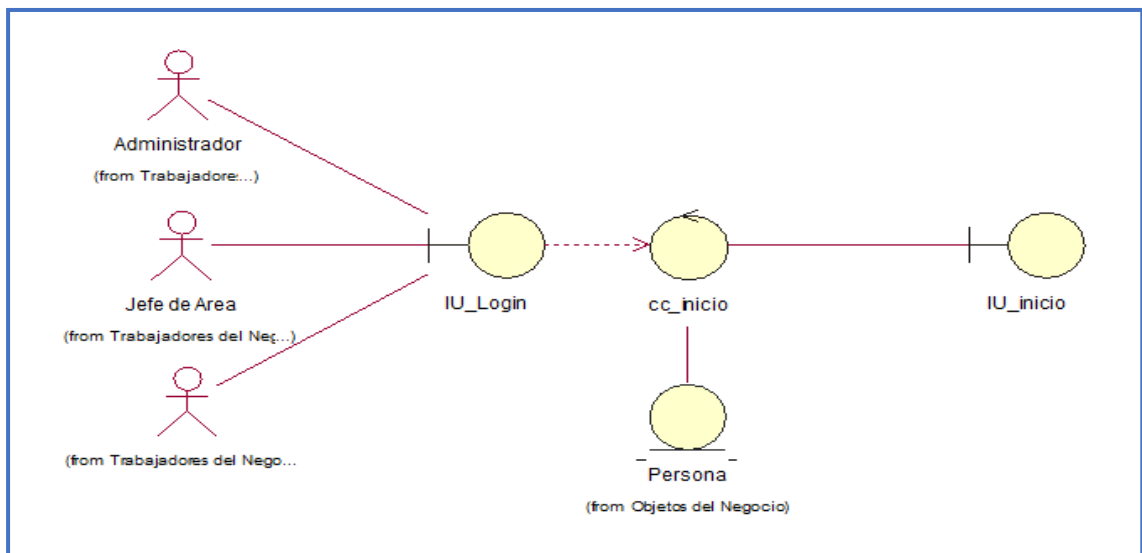 Administrador
(from Trabajadore:...)
Jefe de Area
(from Trabajadores del Neg...)
(from Trabajadores del Nego...
IU_Login
cc_inicio
IU_inicio
Persona
(from Objetos del Negocio)